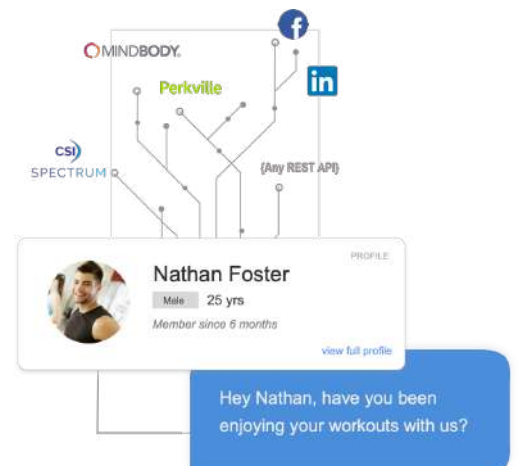 f
MINDBODY
in
Perkville
CSI
SPECTRUM
{Any REST API}
PROFILE
Nathan Foster
Male 25 yrs
Member since 6 months
view full profile
Hey Nathan, have you been
enjoying your workouts with us?